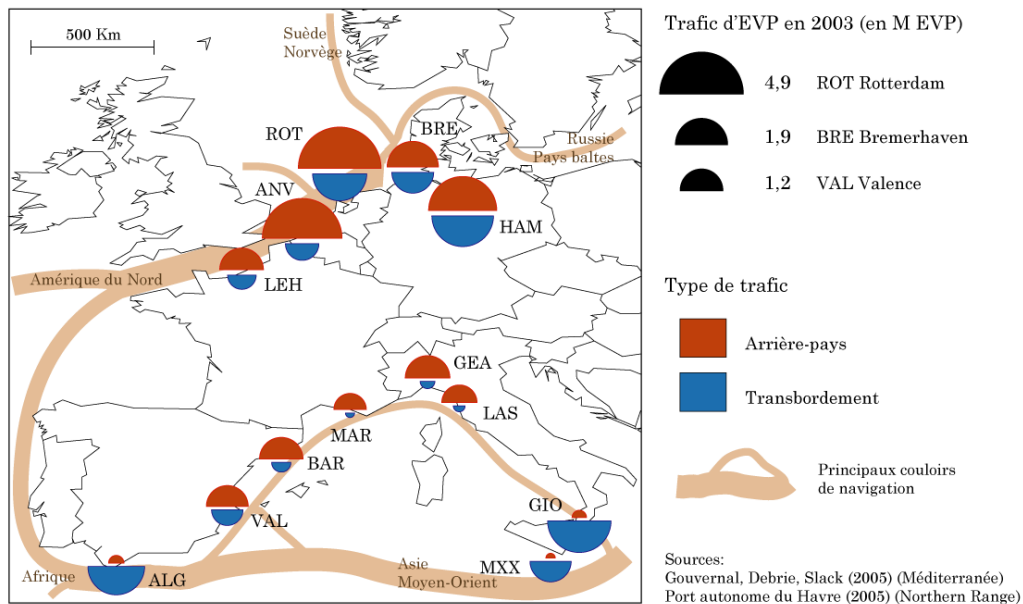 500 Km
Suède
Norvège
ROT
BRE
Russie
Pays baltes
ANV
HAM
Amérique du Nord
LEH
GEA
LAS
MAR
BAR
VAL
GIO
Afrique
ALG
Asie
Moyen-Orient
MXX
Trafic d'EVP en 2003 (en M EVP)
4,9 ROT Rotterdam
1,9 BRE Bremerhaven
1,2 VAL Valence
Type de trafic
Arrière-pays
Transbordement
Principaux couloirs
de navigation
Sources:
Gouvernal, Debrie, Slack (2005) (Méditerranée)
Port autonome du Havre (2005) (Northern Range)